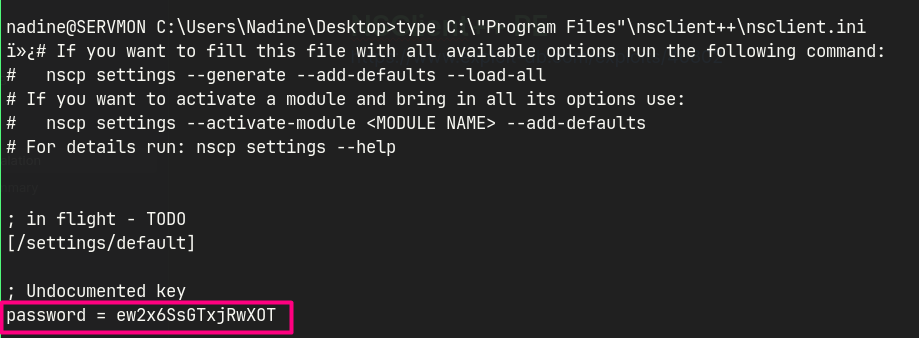 nadine@SERVMON C:\Users\Nadine\Desktop>type C:\"Program Files"\nsclient++\nsclient.ini
ï»¿# If you want to fill this file with all available options run the following command:
#   nscp settings --generate --add-defaults --load-all
# If you want to activate a module and bring in all its options use:
#   nscp settings --activate-module <MODULE NAME> --add-defaults
# For details run: nscp settings --help
; in flight - TODO
[/settings/default]
; Undocumented key
password = ew2x6SsGTxjRwXOT